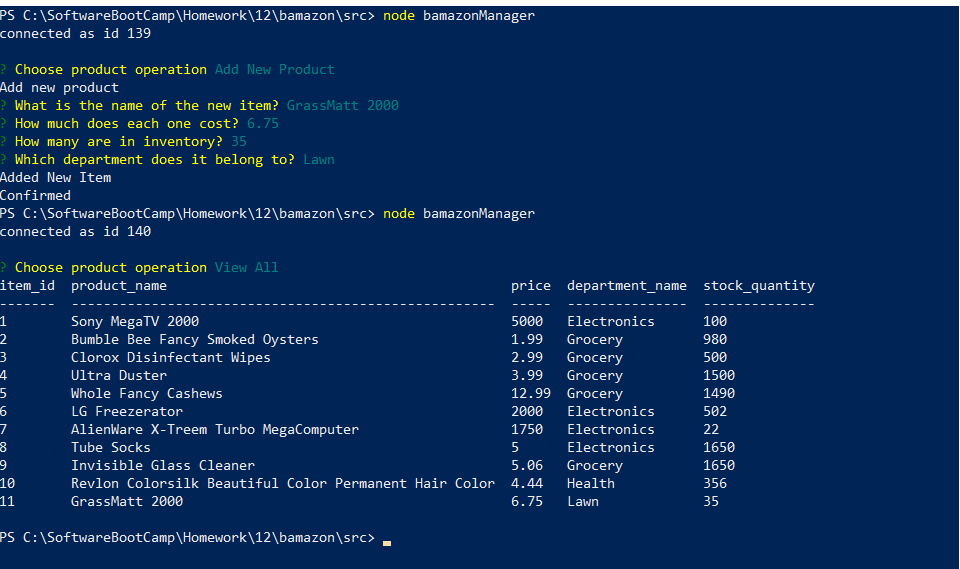 PS C:\SoftwareBootCamp\Homework\12\bamazon\src> node bamazonManager
connected as id 139
? Choose product operation Add New Product
Add new product
? What is the name of the new item? GrassMatt 2000
? How much does each one cost? 6.75
? How many are in inventory? 35
? Which department does it belong to? Lawn
Added New Item
Confirmed
PS C:\SoftwareBootCamp\Homework\12\bamazon\src> node bamazonManager
connected as id 140
? Choose product operation View All
item_id  product_name                                           price  department_name  stock_quantity
-------  -----------------------------------------------------  -----  ---------------  --------------
1        Sony MegaTV 2000                                       5000   Electronics      100
2        Bumble Bee Fancy Smoked Oysters                        1.99   Grocery          980
3        Clorox Disinfectant Wipes                              2.99   Grocery          500
4        Ultra Duster                                           3.99   Grocery          1500
5        Whole Fancy Cashews                                    12.99  Grocery          1490
6        LG Freezerator                                         2000   Electronics      502
7        AlienWare X-Treem Turbo MegaComputer                   1750   Electronics      22
8        Tube Socks                                             5      Electronics      1650
9        Invisible Glass Cleaner                                5.06   Grocery          1650
10       Revlon Colorsilk Beautiful Color Permanent Hair Color  4.44   Health           356
11       GrassMatt 2000                                         6.75   Lawn             35
PS C:\SoftwareBootCamp\Homework\12\bamazon\src>